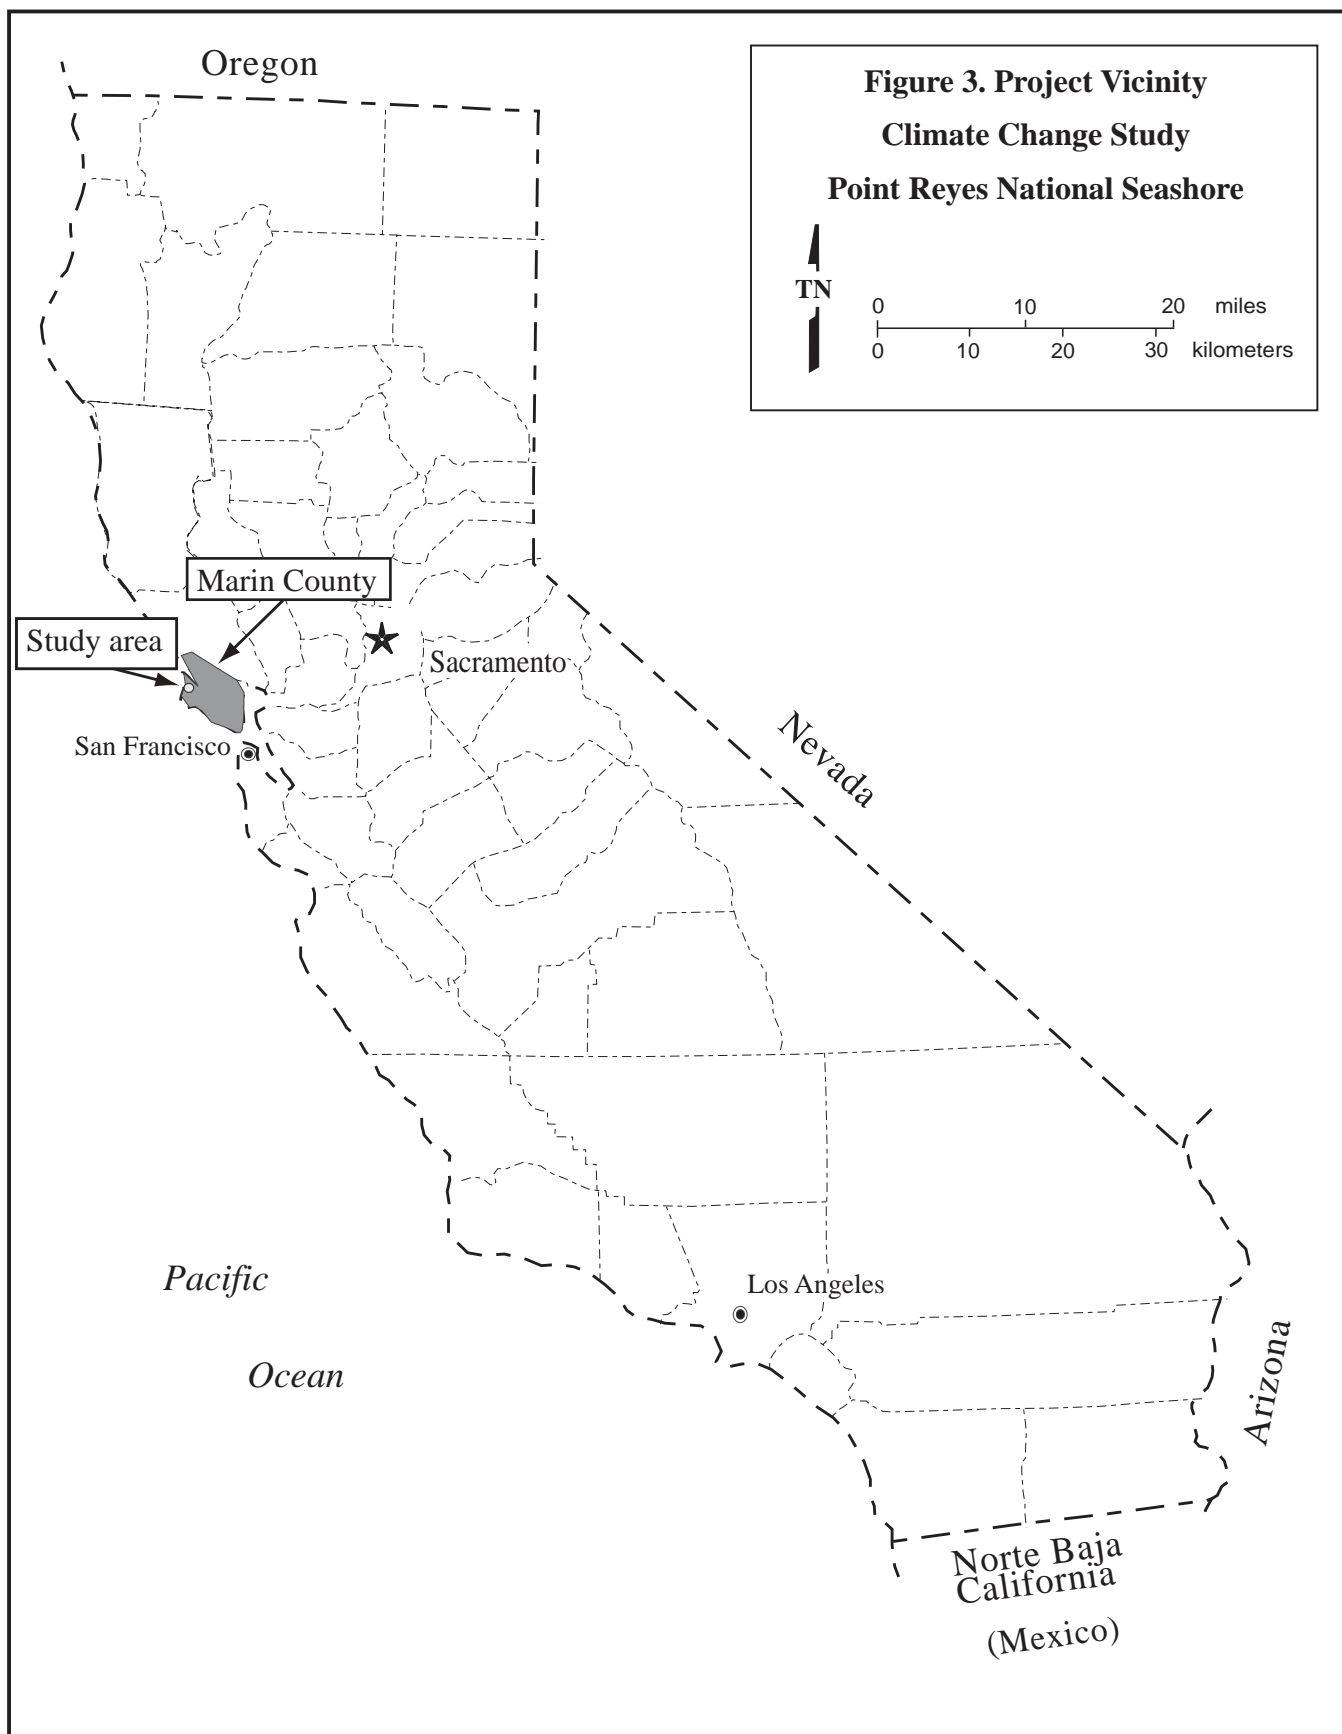 Oregon
Figure 3. Project Vicinity
Climate Change Study
Point Reyes National Seashore
TN
0 10 20 miles
0 10 20 30 kilometers
Marin County
Study area
Sacramento
San Francisco
Nevada
Pacific
Ocean
Los Angeles
Arizona
Norte Baja
California
(Mexico)